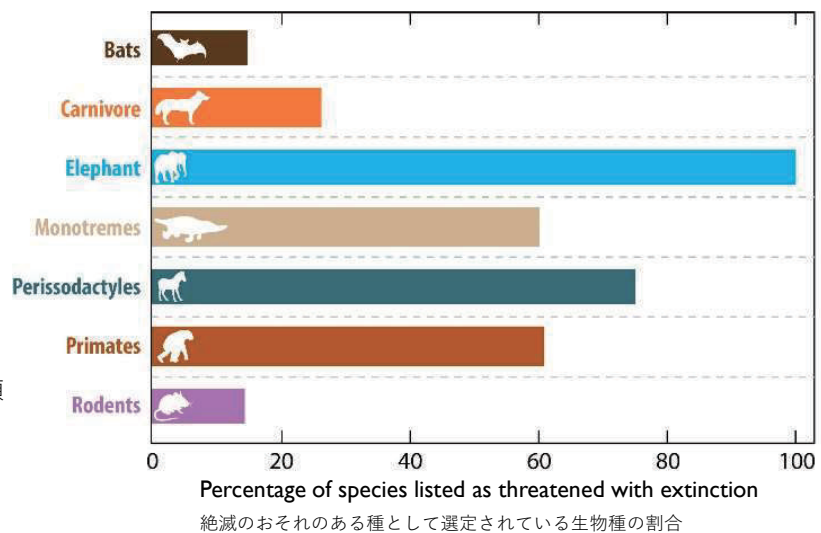 Bats
Carnivore
Elephant
Monotremes
Perissodactyles
Primates
Rodents
0 20 40 60 80 100
Percentage of species listed as threatened with extinction
絶滅のおそれのある種として選定されている生物種の割合